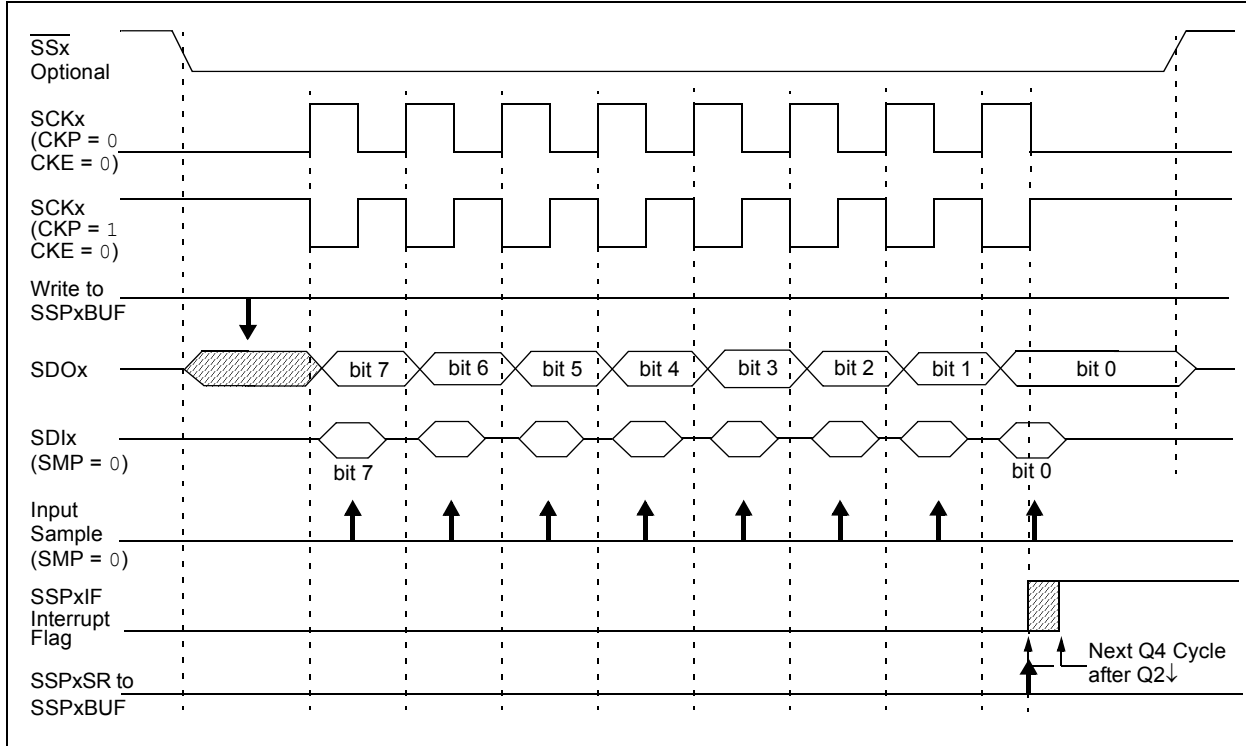 SSx
Optional
SCKx
(CKP = 0
CKE = 0)
SCKx
(CKP = 1
CKE = 0)
Write to
SSPxBUF
SDOx
bit 7
bit 6
bit 5
bit 4
bit 3
bit 2
bit 1
bit 0
SDIx
(SMP = 0)
bit 7
bit 0
Input
Sample
(SMP = 0)
SSPxIF
Interrupt
Flag
Next Q4 Cycle
after Q2↓
SSPxSR to
SSPxBUF